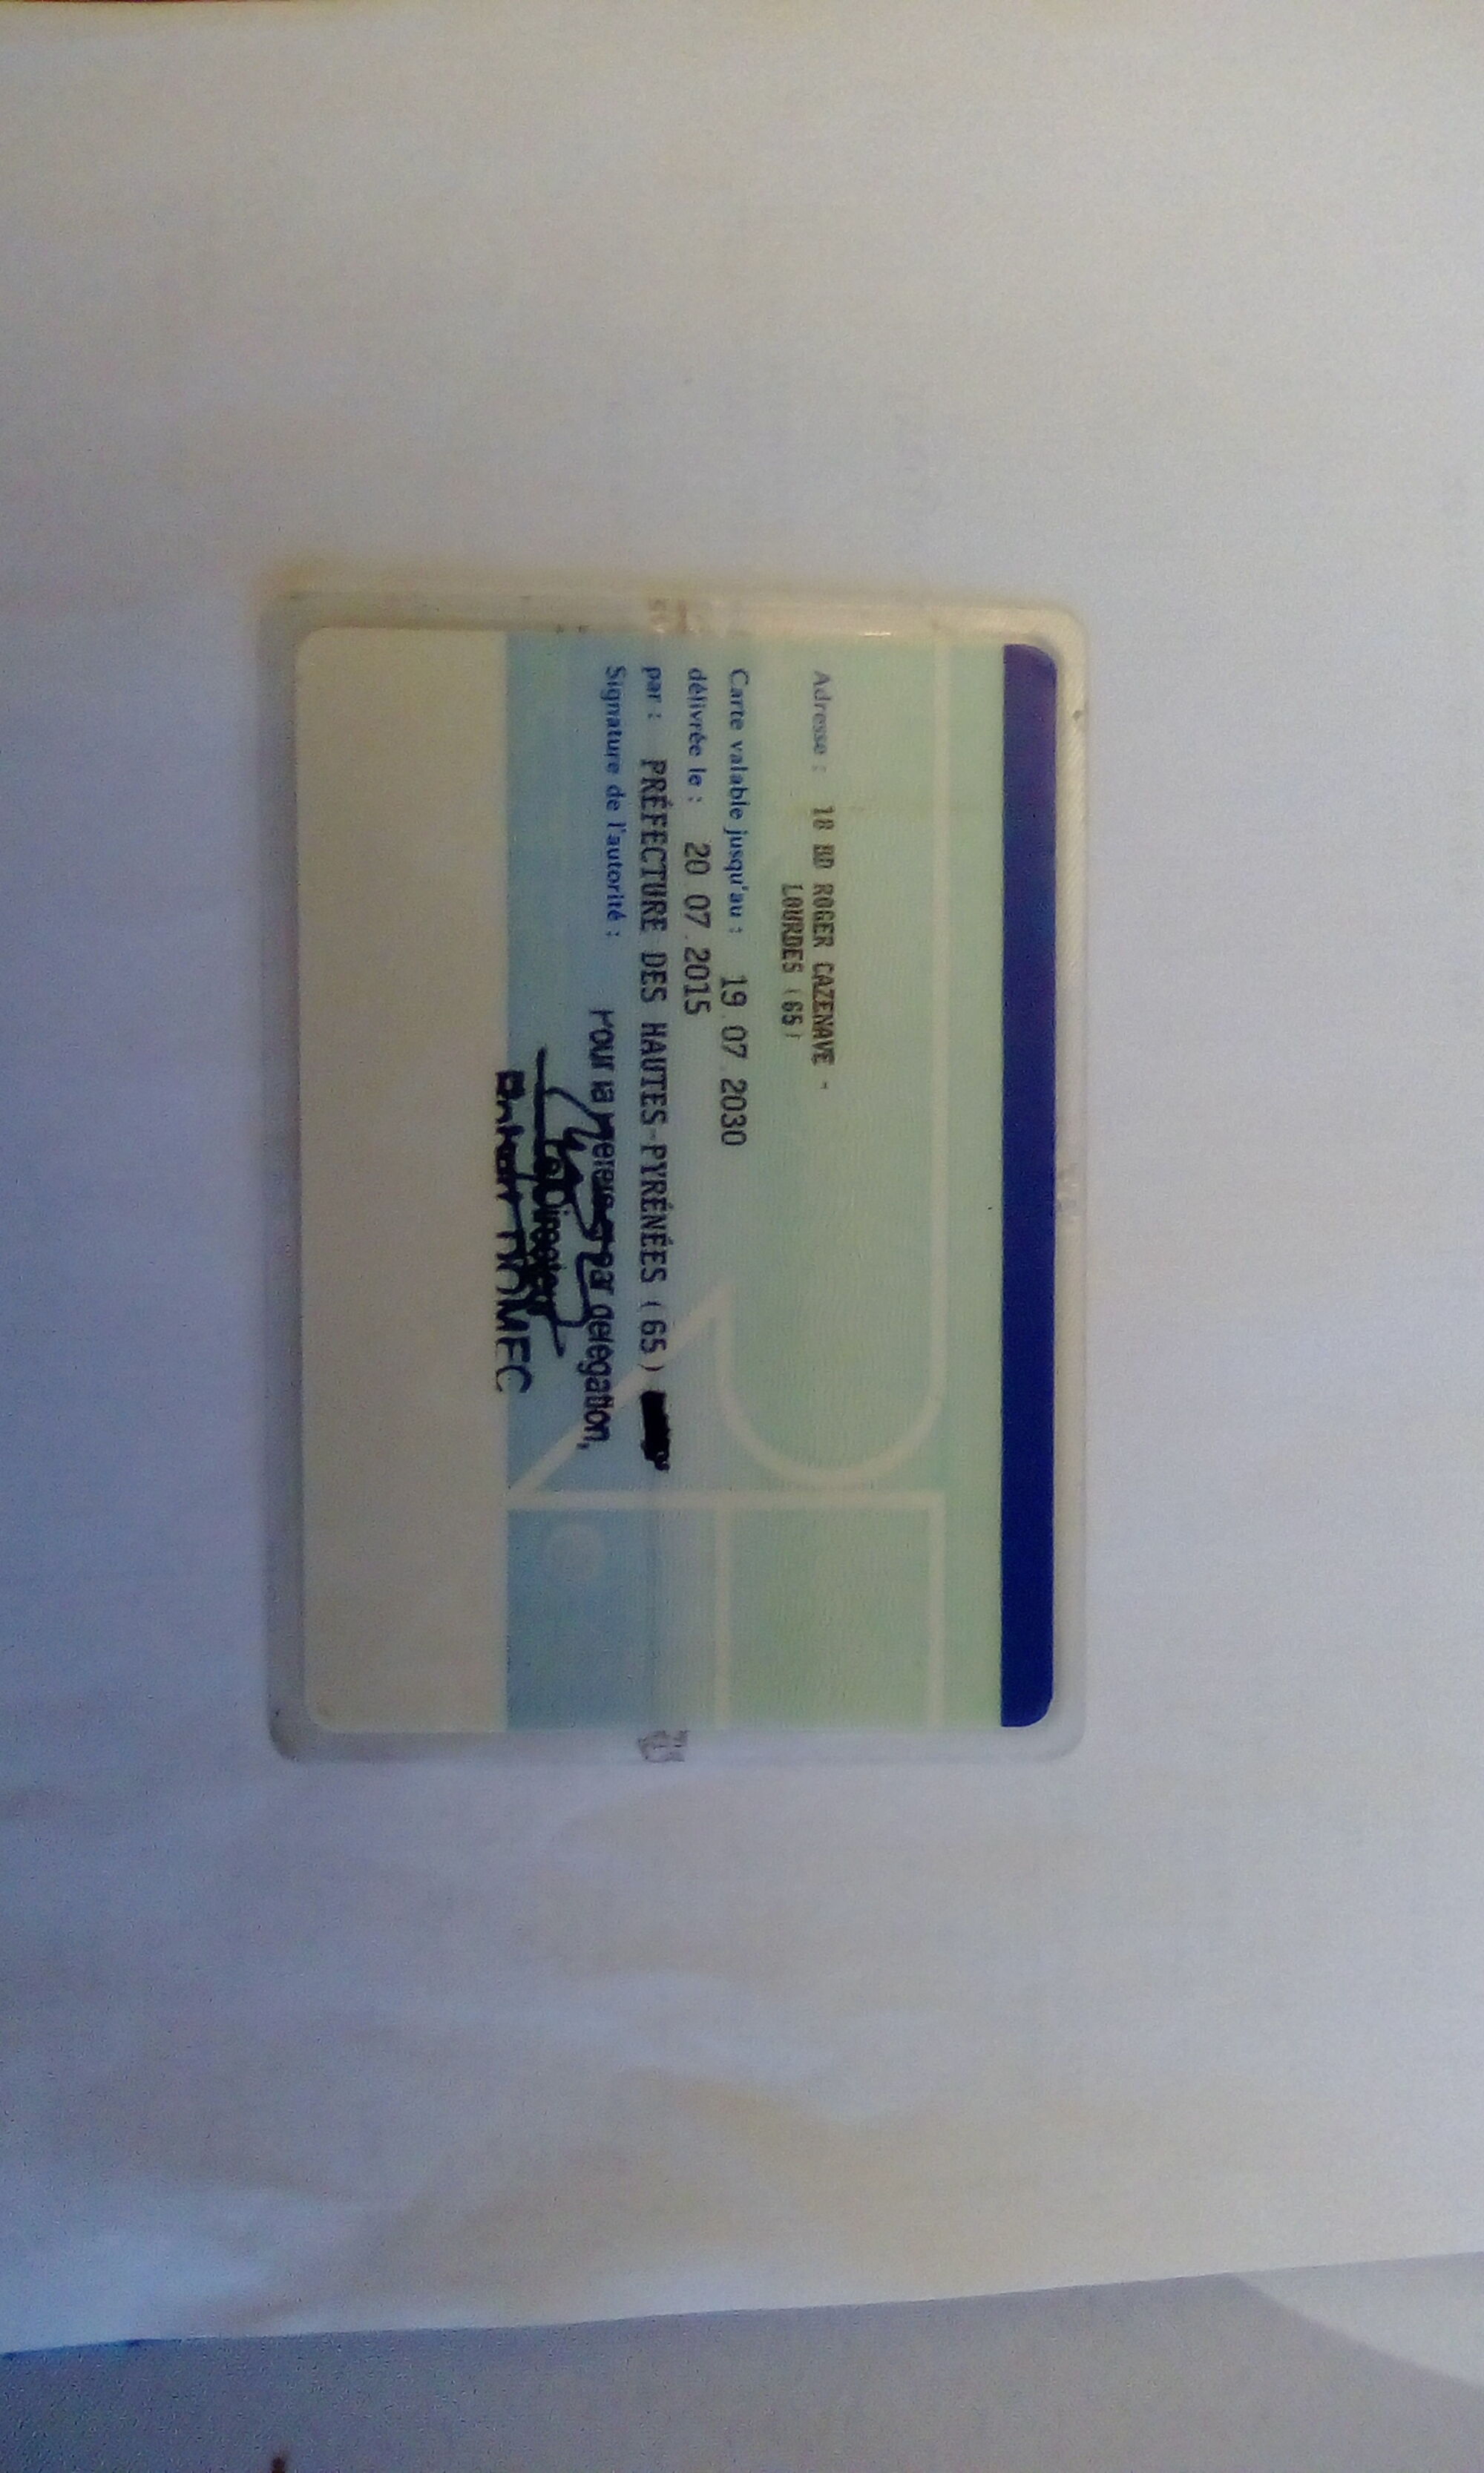 Adresse : 18 BD ROGER CAZENAVE -
LOURDES (65)
Carte valable jusqu'au : 19.07.2030
délivrée le : 20.07.2015
par : PRÉFECTURE DES HAUTES-PYRÉNÉES (65)
Signature de l'autorité :
Pour la par délégation,
DOMEC